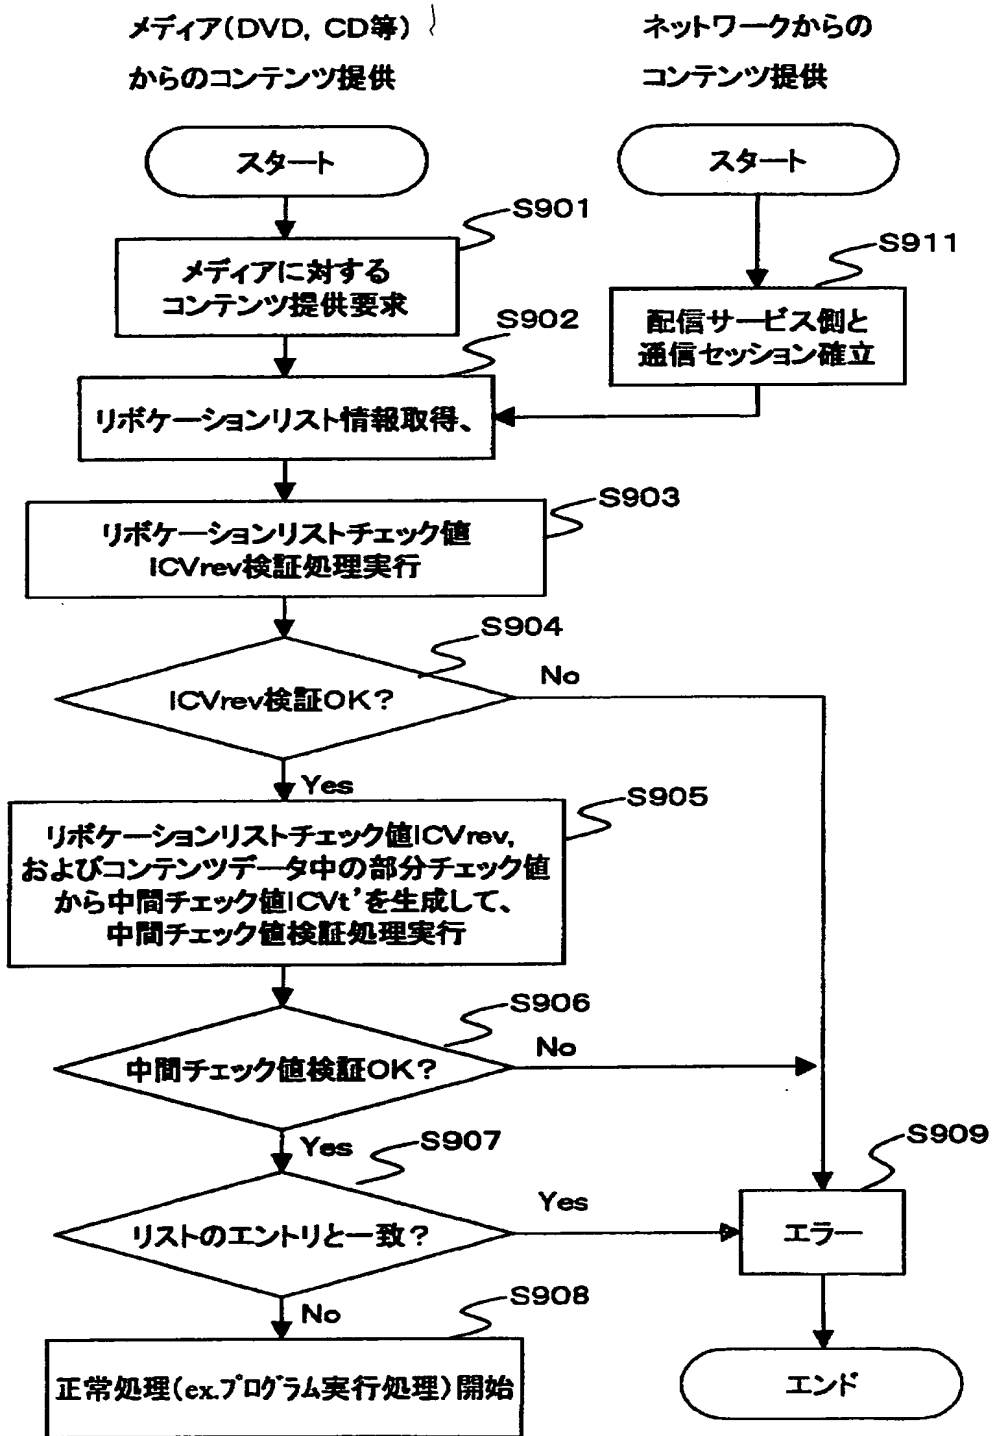 メディア(DVD, CD等)
からのコンテンツ提供
ネットワークからの
コンテンツ提供
スタート
スタート
S901
メディアに対する
コンテンツ提供要求
S911
配信サービス側と
通信セッション確立
S902
リボケーションリスト情報取得、
S903
リボケーションリストチェック値
ICVrev検証処理実行
S904
ICVrev検証OK?
No
Yes
S905
リボケーションリストチェック値ICVrev,
およびコンテンツデータ中の部分チェック値
から中間チェック値ICVt’を生成して、
中間チェック値検証処理実行
S906
中間チェック値検証OK?
No
Yes
S907
リストのエントリと一致?
Yes
S909
エラー
No
S908
正常処理(ex.プログラム実行処理)開始
エンド